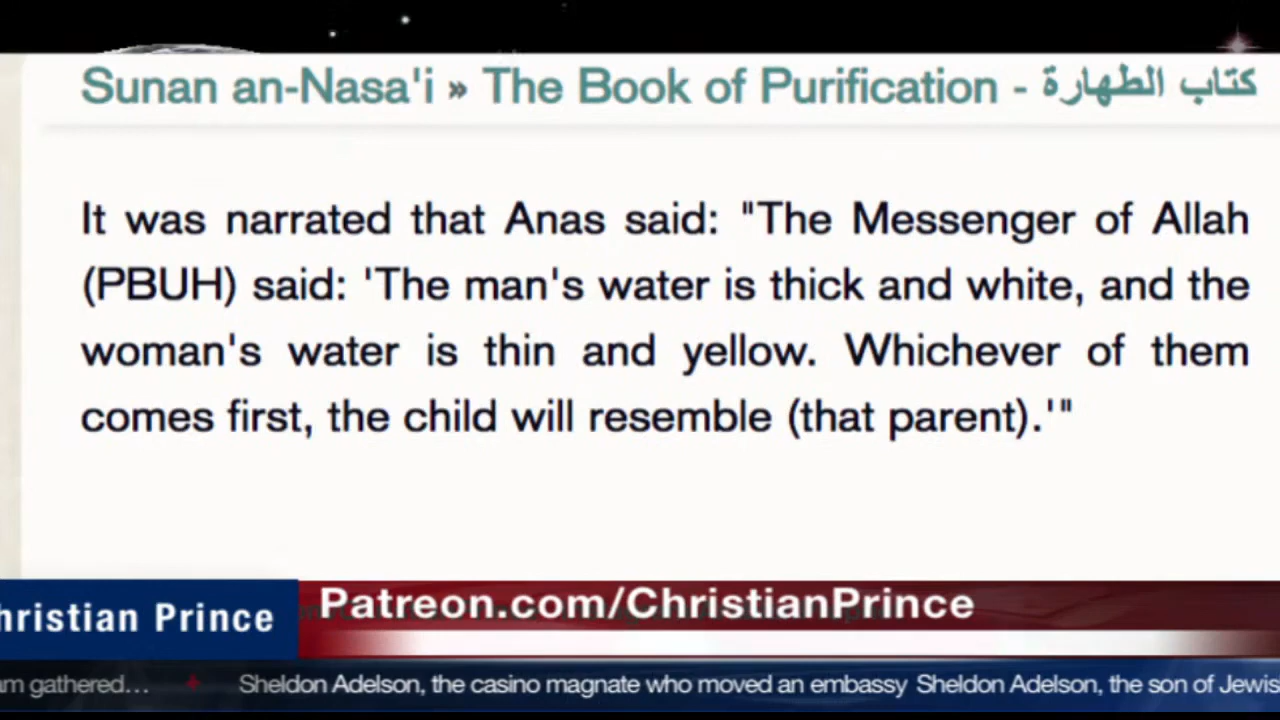 Sunan an-Nasa'i » The Book of Purification - كتاب الطهارة
It was narrated that Anas said: "The Messenger of Allah
(PBUH) said: 'The man's water is thick and white, and the
woman's water is thin and yellow. Whichever of them
comes first, the child will resemble (that parent).'"
hristian Prince
Patreon.com/ChristianPrince
am gathered... Sheldon Adelson, the casino magnate who moved an embassy Sheldon Adelson, the son of Jewis